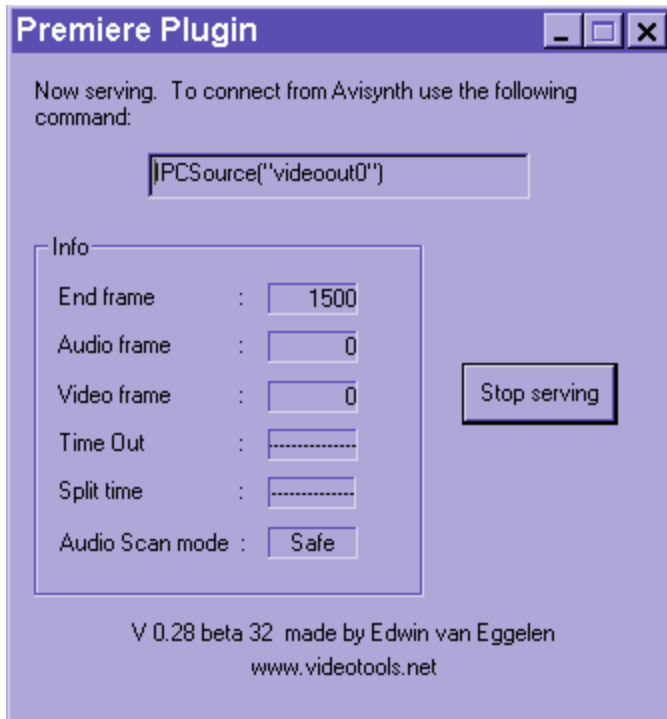 Premiere Plugin
Now serving.  To connect from Avisynth use the following
command:
IPCSource("videoout0")
Info
End frame : 1500
Audio frame : 0
Video frame : 0
Time Out : --------------
Split time : -------------
Audio Scan mode : Safe
Stop serving
V 0.28 beta 32  made by Edwin van Eggelen
www.videotools.net